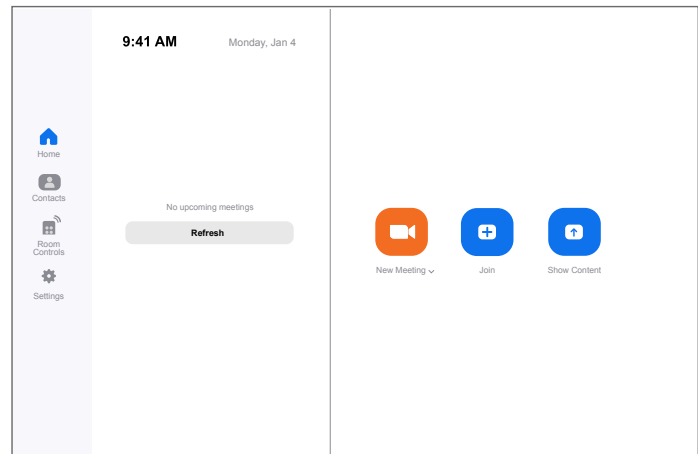 9:41 AM
Monday, Jan 4
Home
Contacts
Room
Controls
Settings
No upcoming meetings
Refresh
New Meeting
Join
Show Content